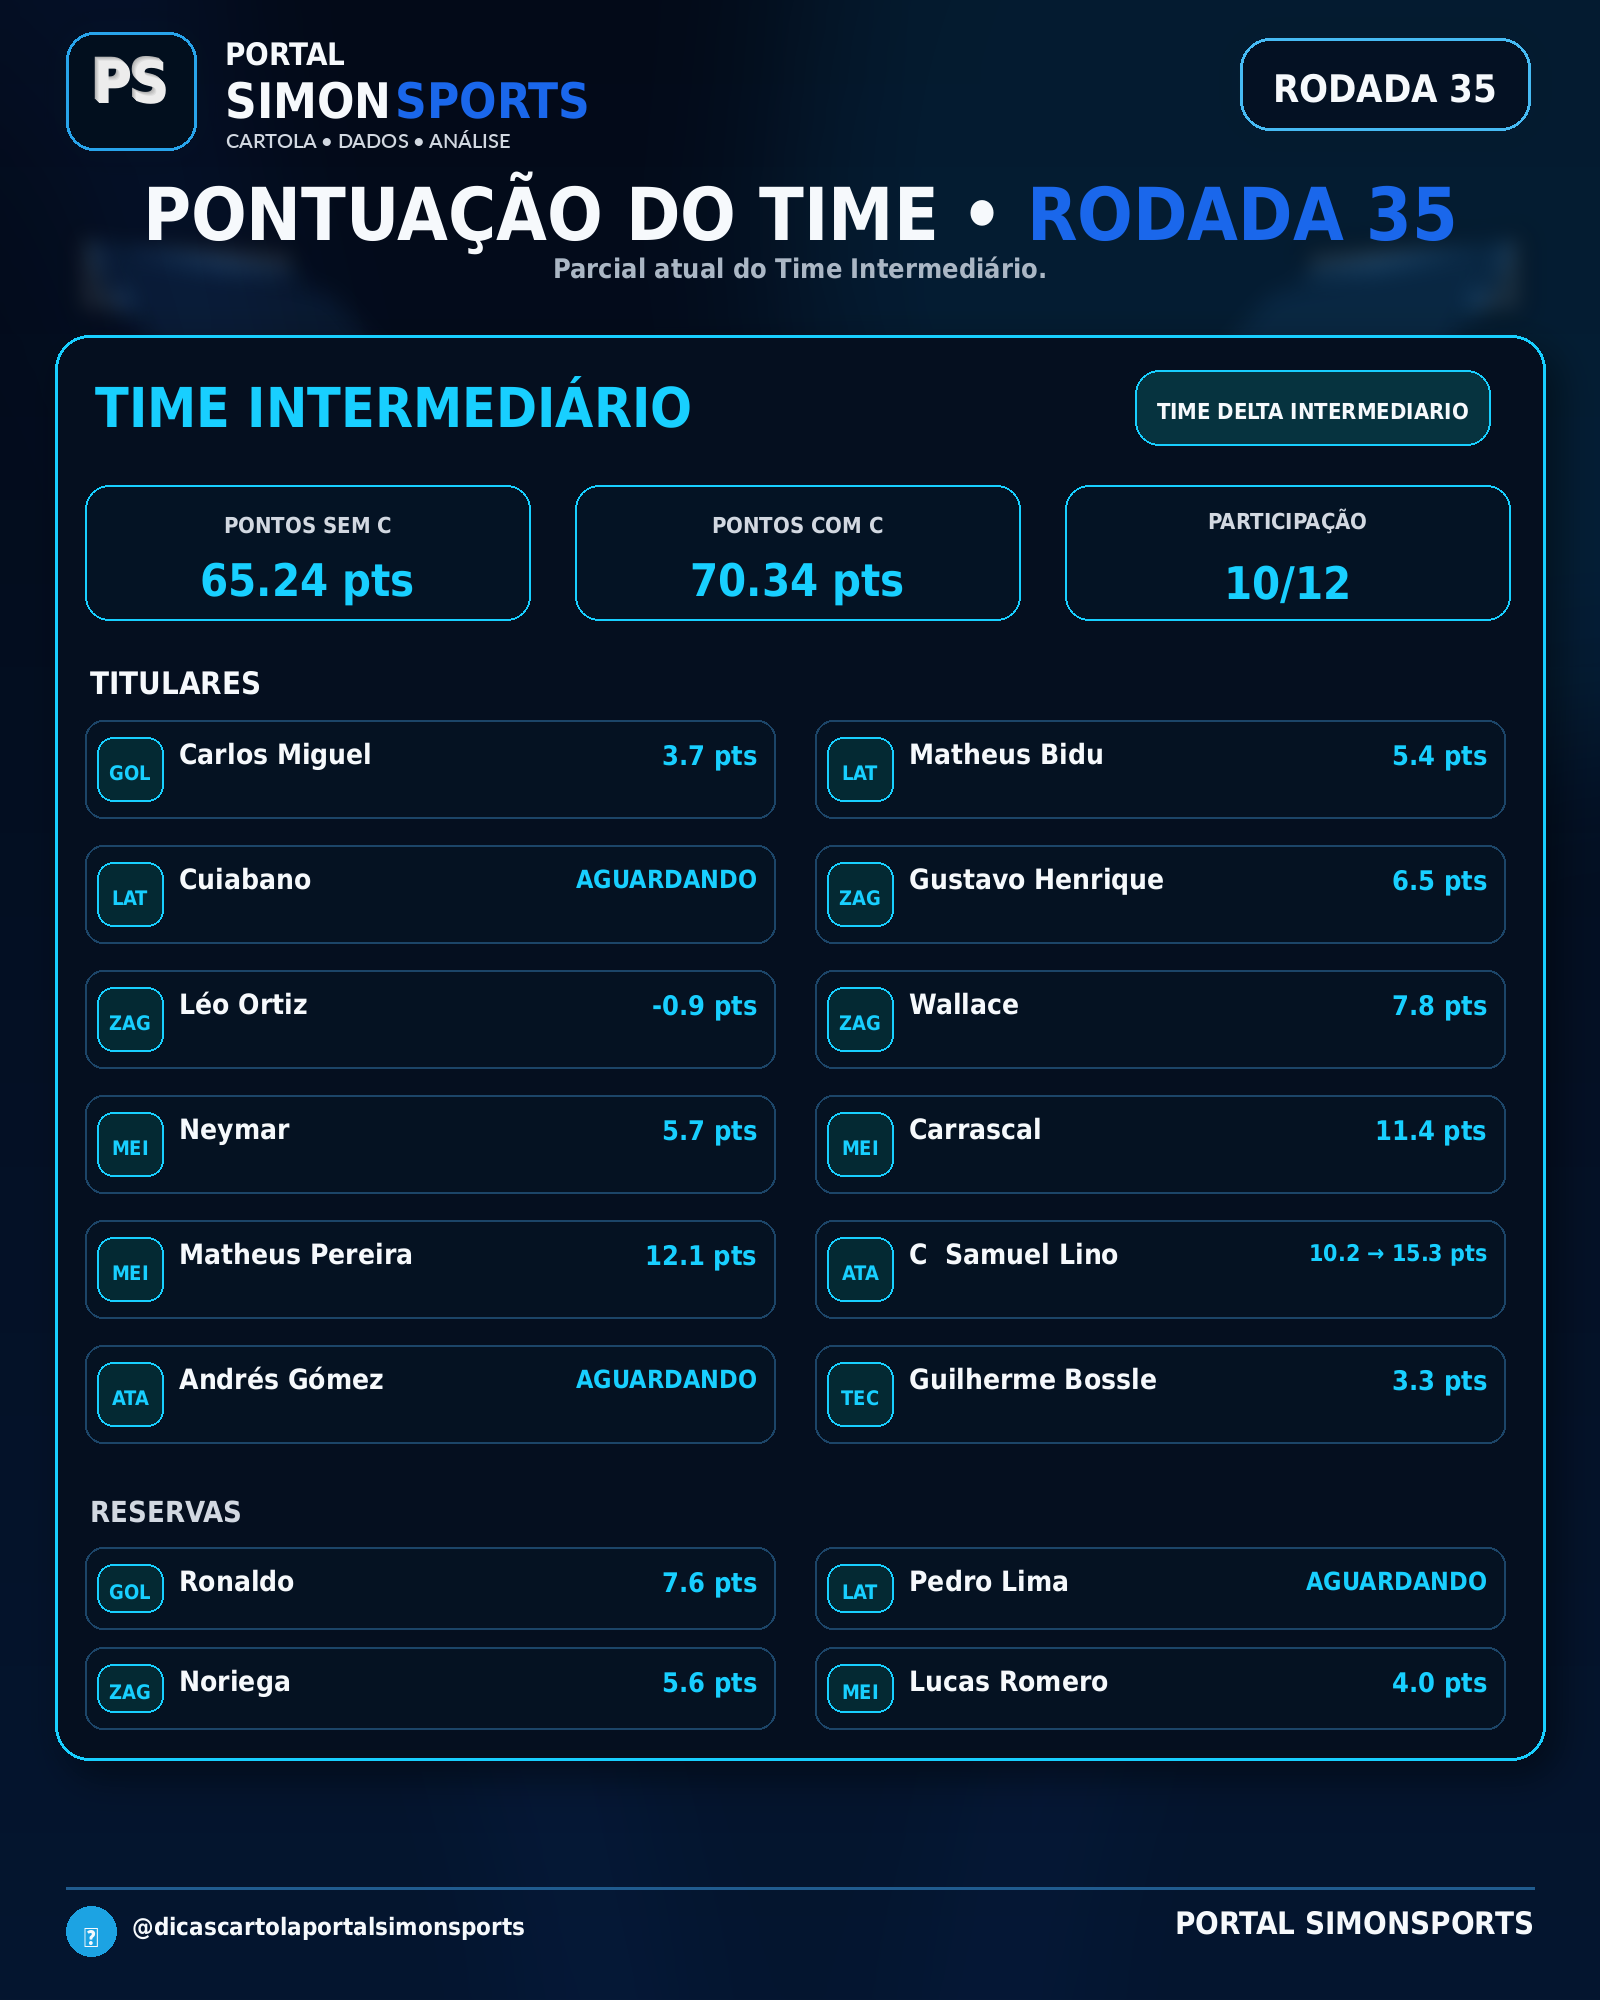 PS
PORTAL
SIMONSPORTS
CARTOLA • DADOS • ANÁLISE
RODADA 35
PONTUAÇÃO DO TIME • RODADA 35
Parcial atual do Time Intermediário.
TIME INTERMEDIÁRIO
TIME DELTA INTERMEDIARIO
PONTOS SEM C
65.24 pts
PONTOS COM C
70.34 pts
PARTICIPAÇÃO
10/12
TITULARES
GOL Carlos Miguel 3.7 pts
LAT Matheus Bidu 5.4 pts
LAT Cuiabano AGUARDANDO
ZAG Gustavo Henrique 6.5 pts
ZAG Léo Ortiz -0.9 pts
ZAG Wallace 7.8 pts
MEI Neymar 5.7 pts
MEI Carrascal 11.4 pts
MEI Matheus Pereira 12.1 pts
ATA C Samuel Lino 10.2 → 15.3 pts
ATA Andrés Gómez AGUARDANDO
TEC Guilherme Bossle 3.3 pts
RESERVAS
GOL Ronaldo 7.6 pts
LAT Pedro Lima AGUARDANDO
ZAG Noriega 5.6 pts
MEI Lucas Romero 4.0 pts
@dicascartolaportalsimonsports
PORTAL SIMONSPORTS